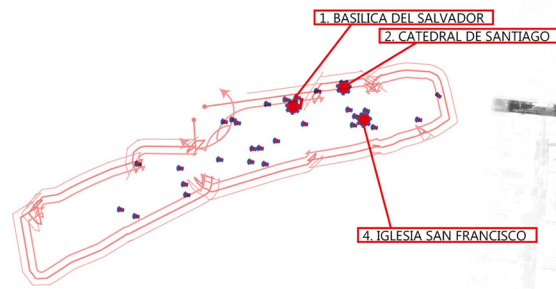 1. BASILICA DEL SALVADOR
2. CATEDRAL DE SANTIAGO
4. IGLESIA SAN FRANCISCO